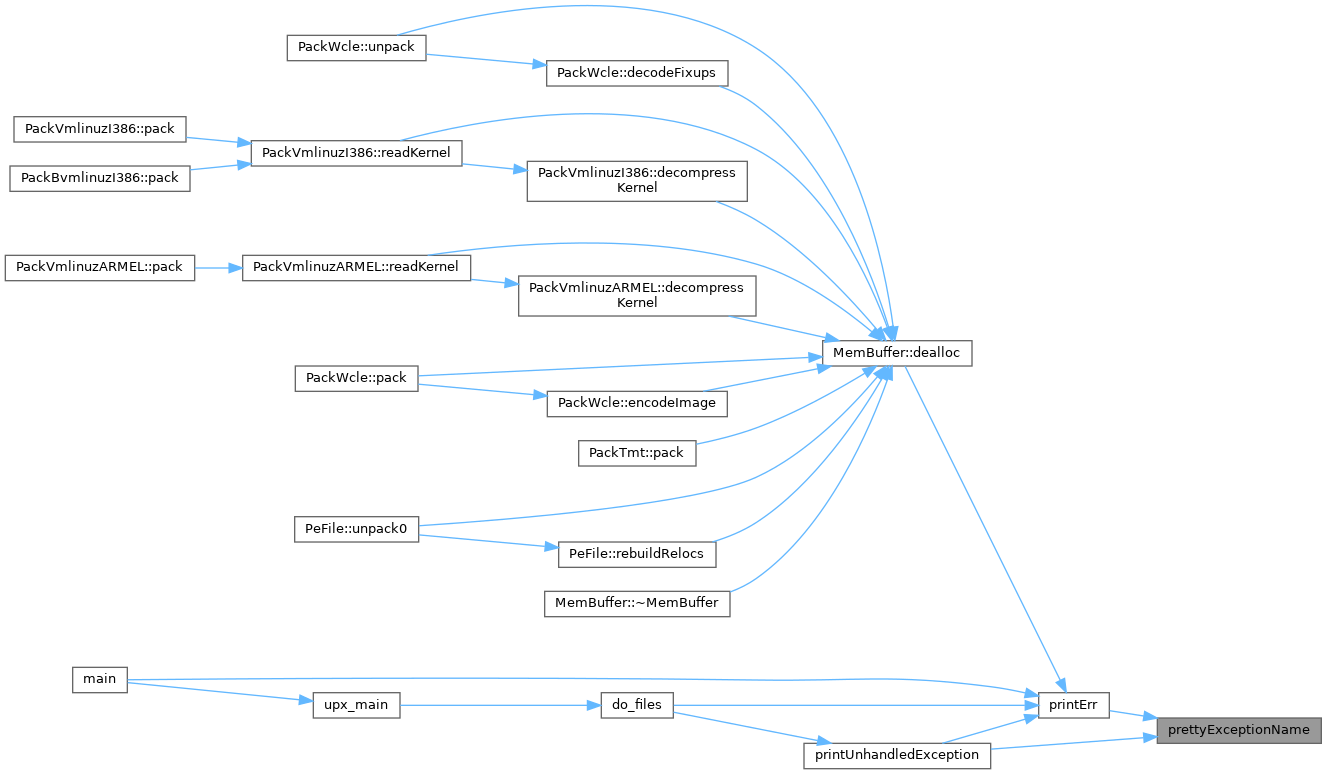 PackWcle::unpack
PackWcle::decodeFixups
PackVmlinuzI386::pack
PackVmlinuzI386::readKernel
PackBvmlinuzI386::pack
PackVmlinuzI386::decompress
Kernel
PackVmlinuzARMEL::pack
PackVmlinuzARMEL::readKernel
PackVmlinuzARMEL::decompress
Kernel
MemBuffer::dealloc
PackWcle::pack
PackWcle::encodeImage
PackTmt::pack
PeFile::unpack0
PeFile::rebuildRelocs
MemBuffer::~MemBuffer
main
upx_main
do_files
printErr
prettyExceptionName
printUnhandledException